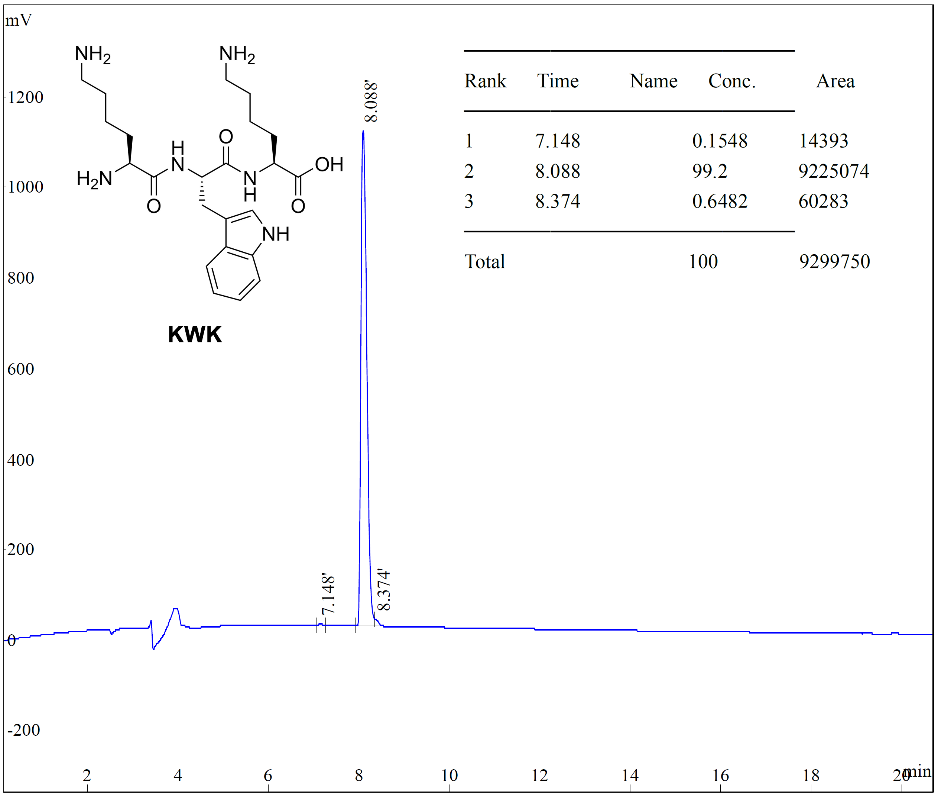 mV
NH2
NH2
8.088'
Rank Time Name Conc. Area
1200
1 7.148 0.1548 14393
2 8.088 99.2 9225074
3 8.374 0.6482 60283
Total 100 9299750
H
N
O
OH
1000
H2N
O
N
H
O
NH
800
KWK
600
400
200
7.148'
8.374'
0
-200
2 4 6 8 10 12 14 16 18 20 min